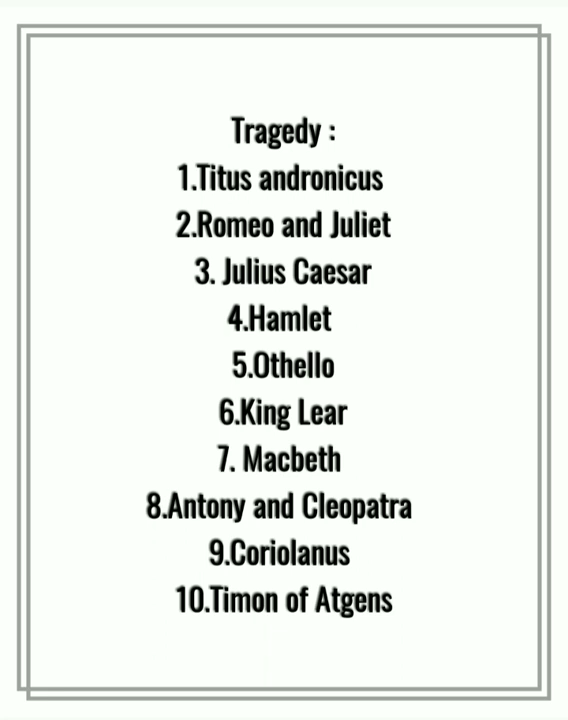 Tragedy :
1.Titus andronicus
2.Romeo and Juliet
3. Julius Caesar
4.Hamlet
5.Othello
6.King Lear
7. Macbeth
8.Antony and Cleopatra
9.Coriolanus
10.Timon of Atgens